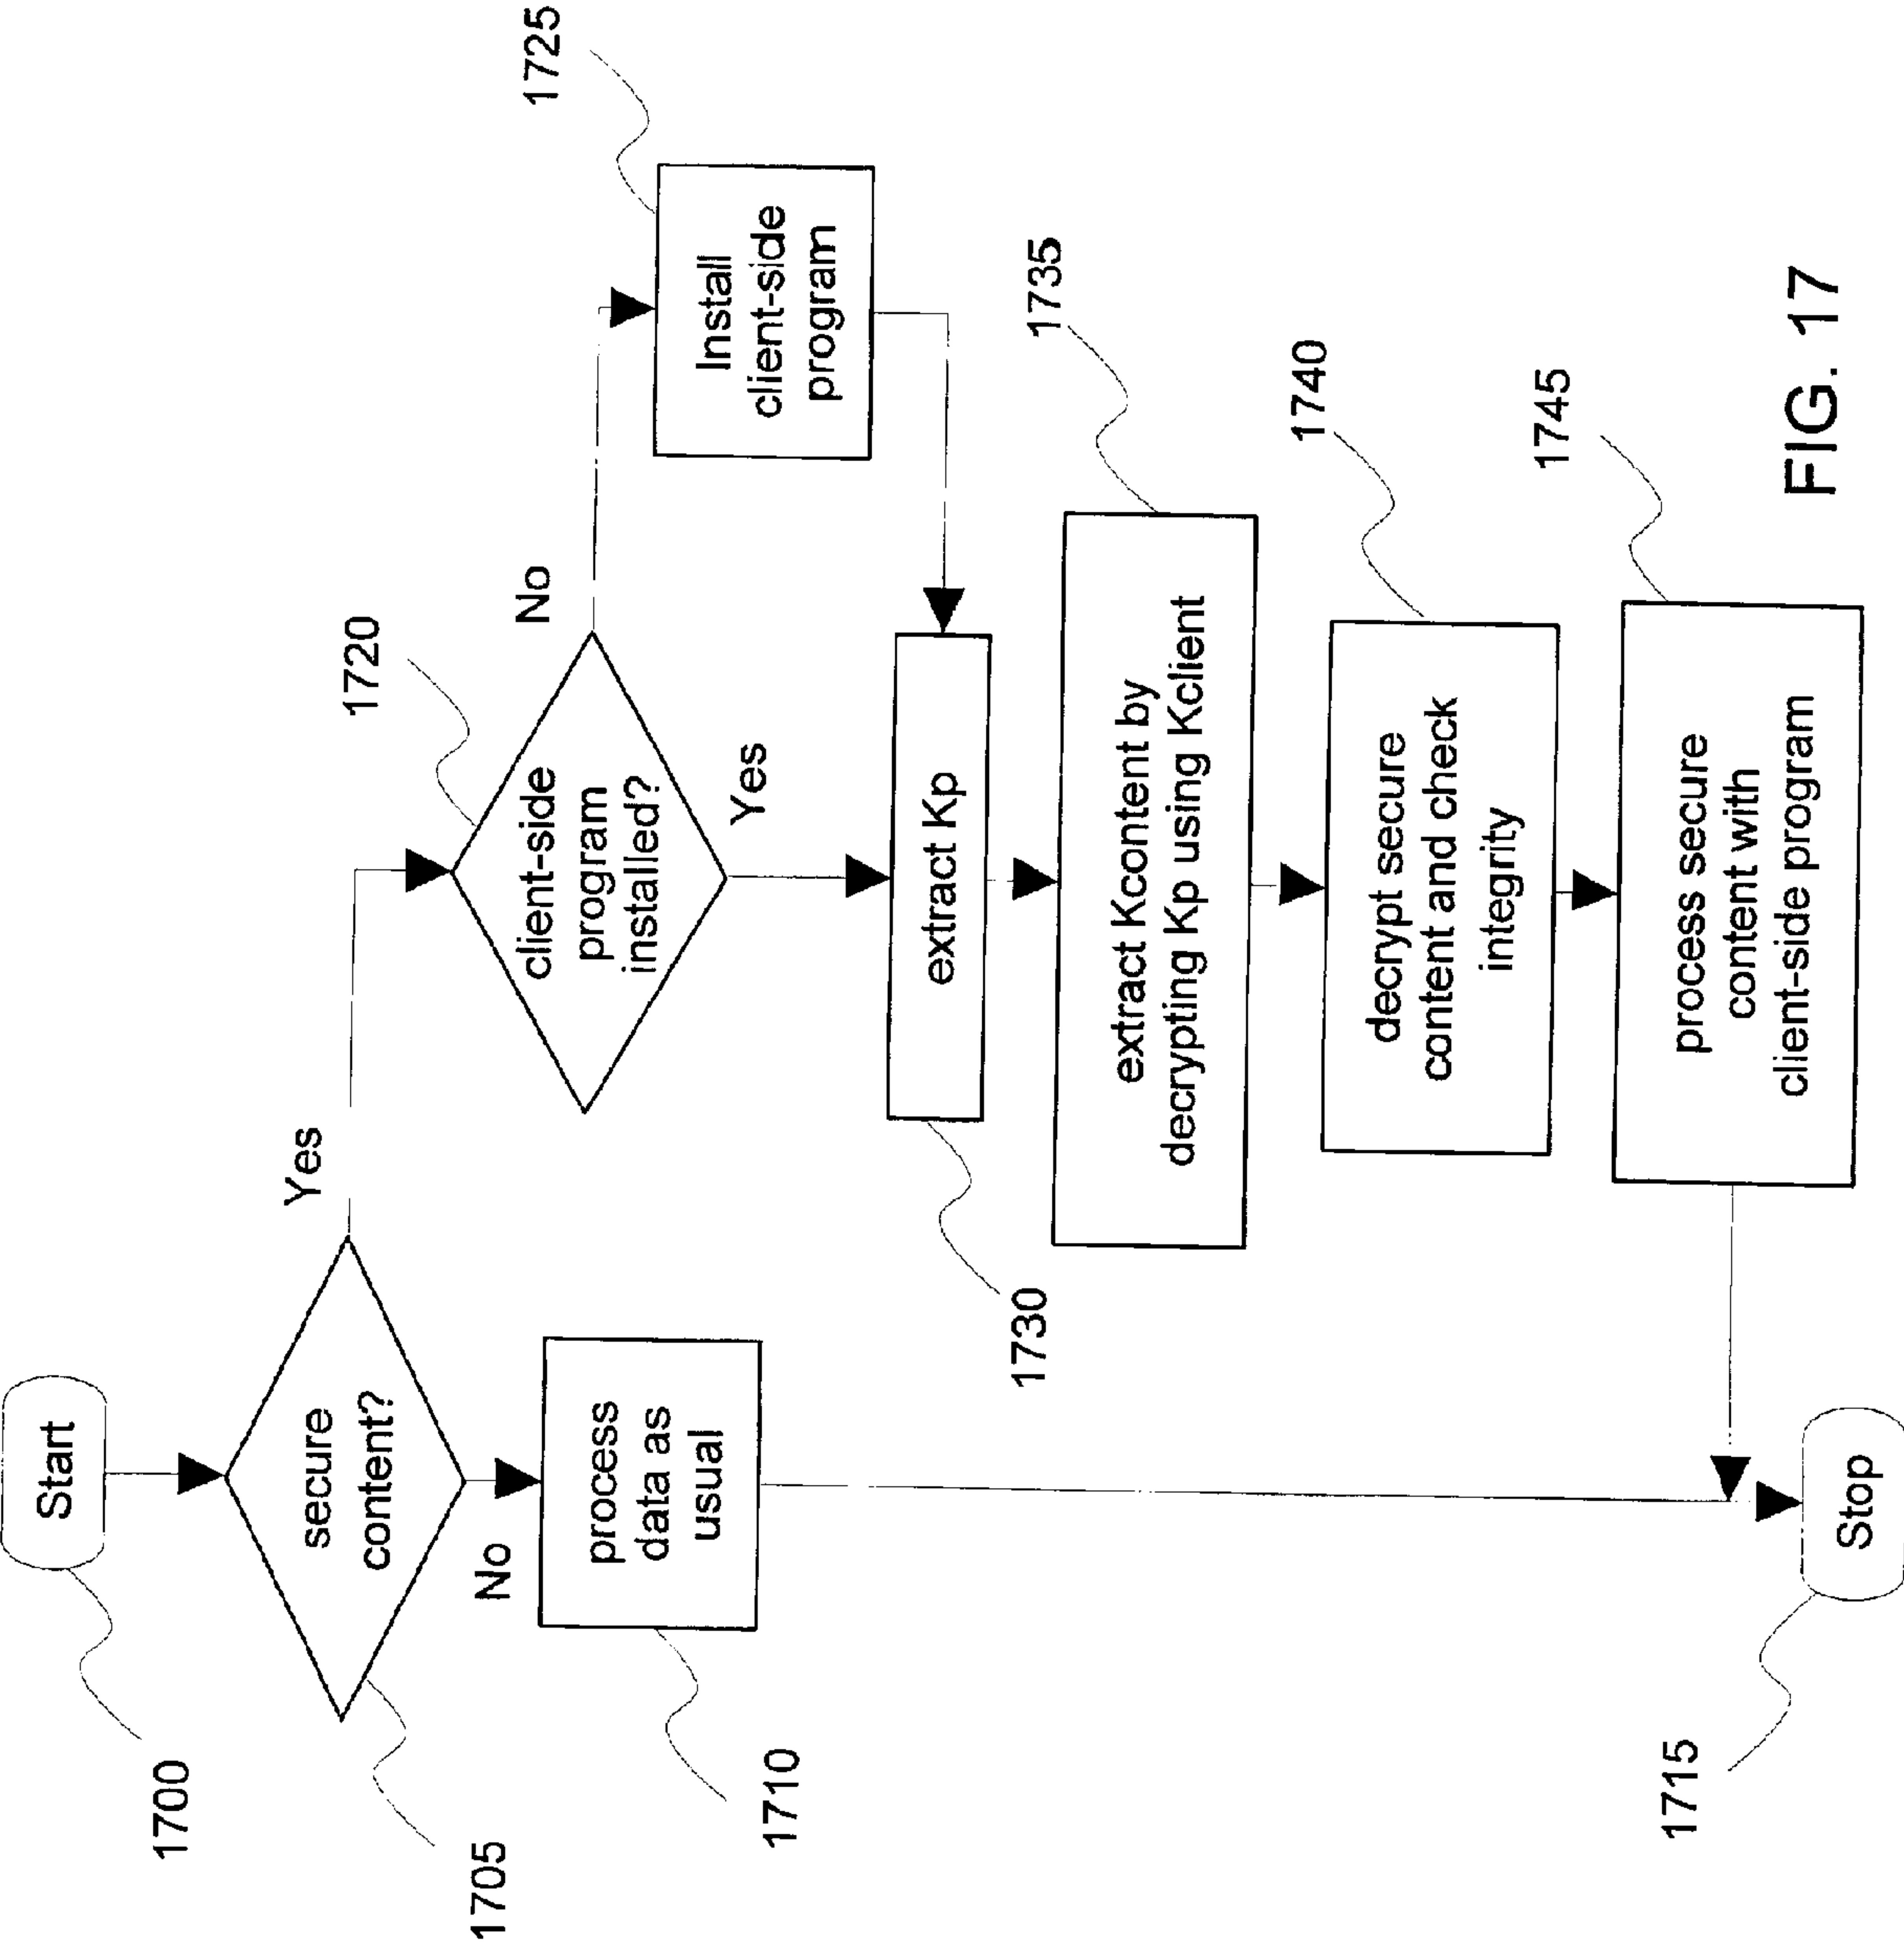 1700
Start
1705
secure
content?
Yes
No
1710
process
data as
usual
1715
Stop
1720
client-side
program
installed?
No
Yes
1725
Install
client-side
program
1730
extract Kp
1735
extract Kcontent by
decrypting Kp using Kclient
1740
decrypt secure
content and check
integrity
1745
process secure
content with
client-side program
FIG. 17